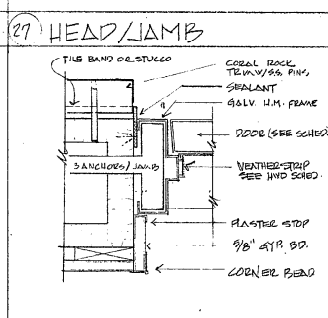 27 HEAD/JAMB
TILE BAND OR STUCCO
CORAL ROCK
TRIM W/S.S. PINS
SEALANT
GALV. H.M. FRAME
DOOR (SEE SCHED)
3 ANCHORS/JAMB
WEATHERSTRIP
SEE HWD SCHED.
PLASTER STOP
5/8" GYP. BD.
CORNER BEAD